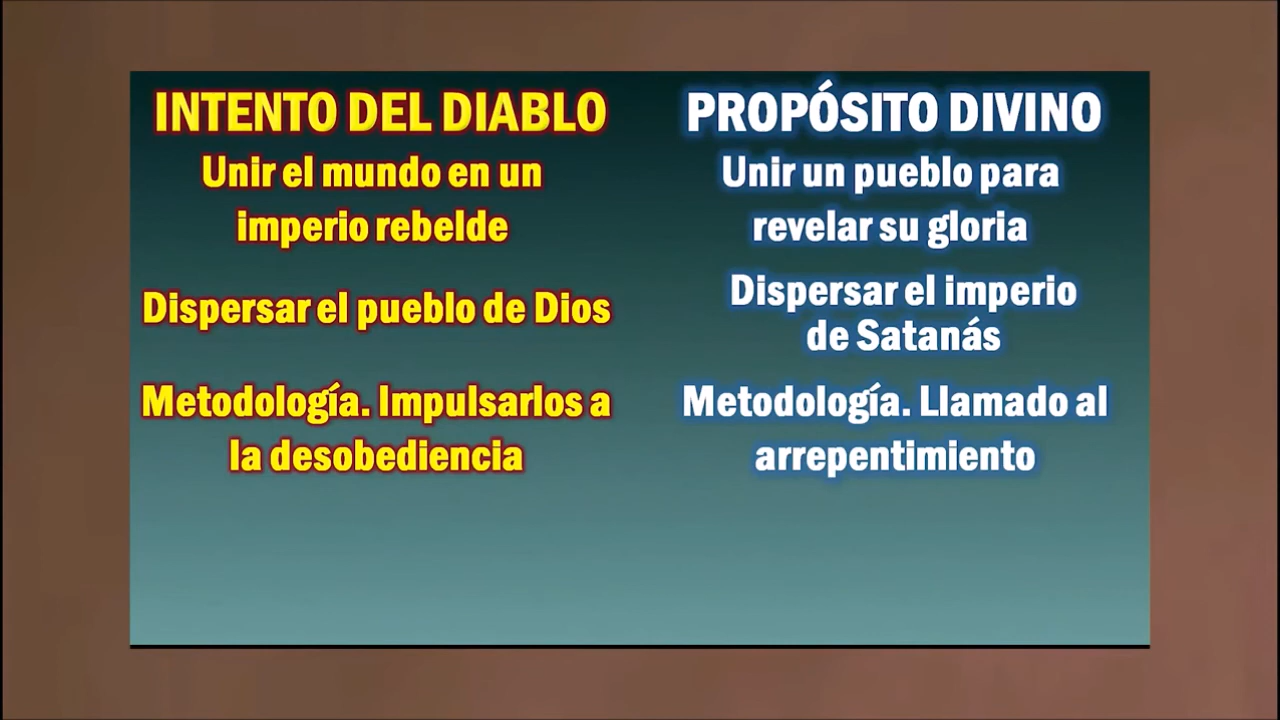 INTENTO DEL DIABLO
Unir el mundo en un
imperio rebelde
Dispersar el pueblo de Dios
Metodología. Impulsarlos a
la desobediencia
PROPÓSITO DIVINO
Unir un pueblo para
revelar su gloria
Dispersar el imperio
de Satanás
Metodología. Llamado al
arrepentimiento